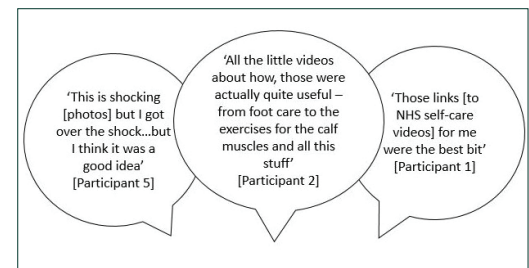 ‘This is shocking
[photos] but I got
over the shock...but
I think it was a
good idea’
[Participant 5]
‘All the little videos
about how, those were
actually quite useful –
from foot care to the
exercises for the calf
muscles and all this
stuff’
[Participant 2]
‘Those links [to
NHS self-care
videos] for me
were the best bit’
[Participant 1]